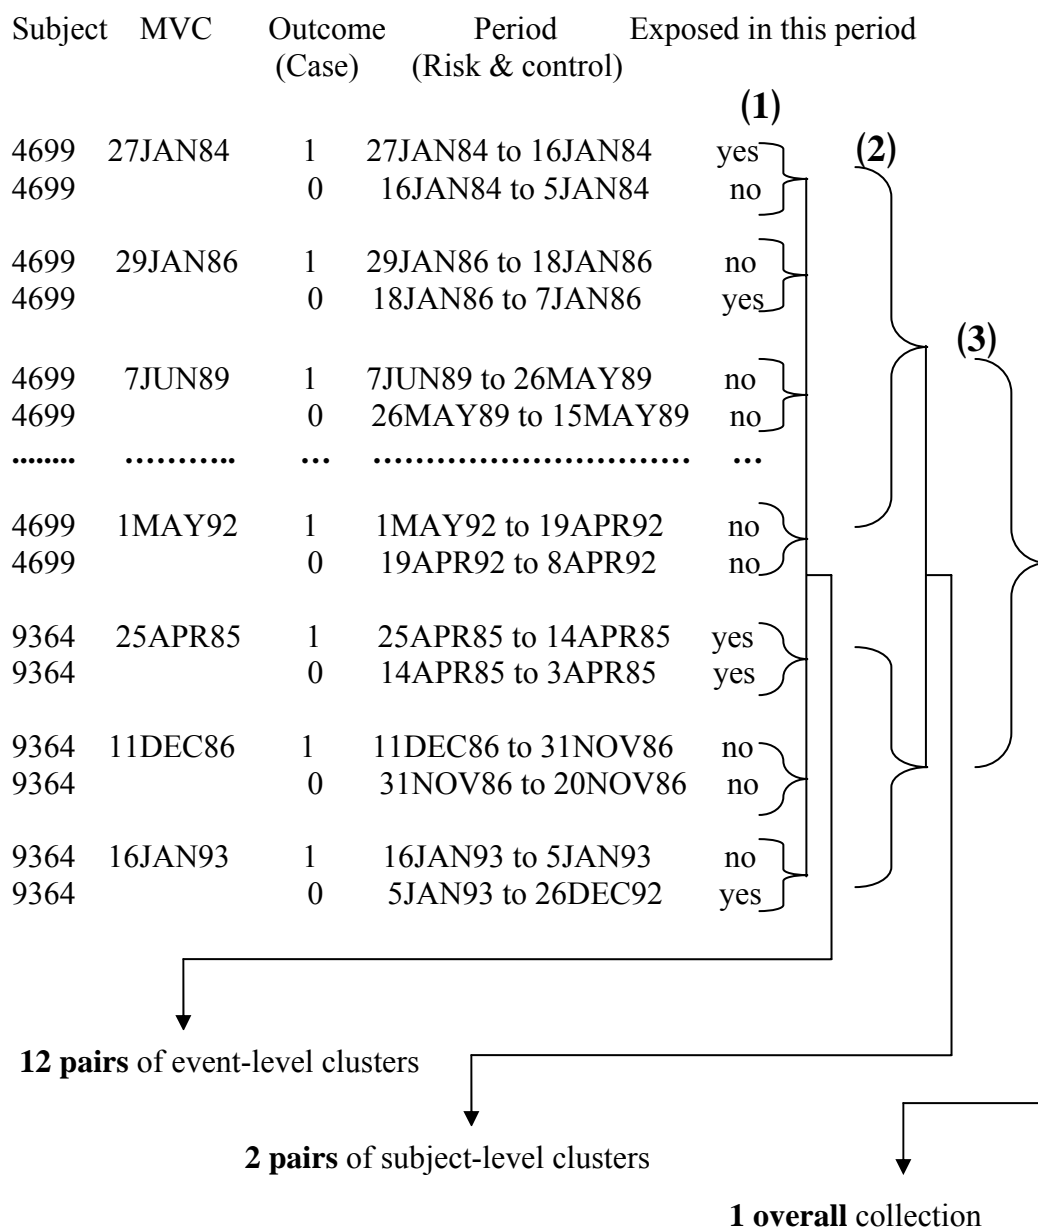 Subject MVC Outcome Period Exposed in this period
(Case) (Risk & control)
(1)
4699 27JAN84 1 27JAN84 to 16JAN84 yes (2)
4699 0 16JAN84 to 5JAN84 no
4699 29JAN86 1 29JAN86 to 18JAN86 no
4699 0 18JAN86 to 7JAN86 yes
(3)
4699 7JUN89 1 7JUN89 to 26MAY89 no
4699 0 26MAY89 to 15MAY89 no
........ ……….. … ………………………… …
4699 1MAY92 1 1MAY92 to 19APR92 no
4699 0 19APR92 to 8APR92 no
9364 25APR85 1 25APR85 to 14APR85 yes
9364 0 14APR85 to 3APR85 yes
9364 11DEC86 1 11DEC86 to 31NOV86 no
9364 0 31NOV86 to 20NOV86 no
9364 16JAN93 1 16JAN93 to 5JAN93 no
9364 0 5JAN93 to 26DEC92 yes
12 pairs of event-level clusters
2 pairs of subject-level clusters
1 overall collection